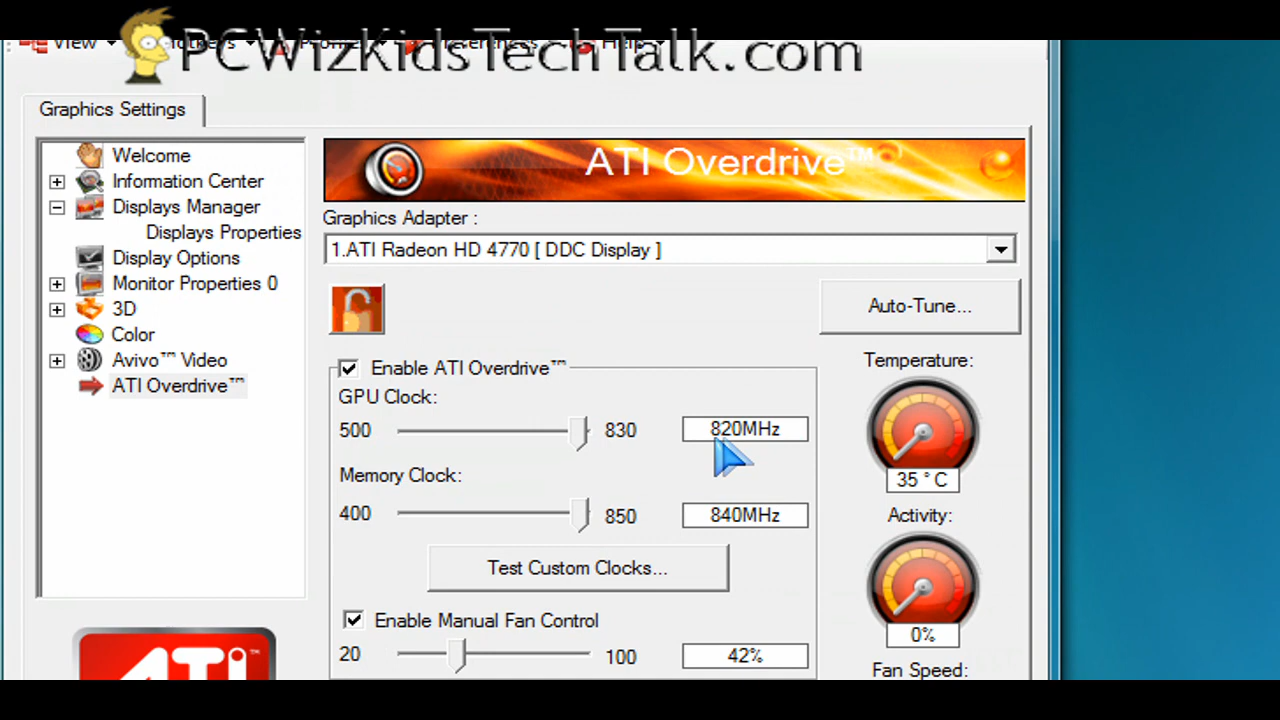 View
Help
PCWizKidsTechTalk.com
Graphics Settings
Welcome
Information Center
Displays Manager
Displays Properties
Display Options
Monitor Properties 0
3D
Color
Avivo™ Video
ATI Overdrive™
ATI Overdrive™
Graphics Adapter :
1.ATI Radeon HD 4770 [ DDC Display ]
Auto-Tune...
Enable ATI Overdrive™
GPU Clock:
500 830 820MHz
Memory Clock:
400 850 840MHz
Test Custom Clocks...
Enable Manual Fan Control
20 100 42%
Temperature:
35 ° C
Activity:
0%
Fan Speed:
ATI™